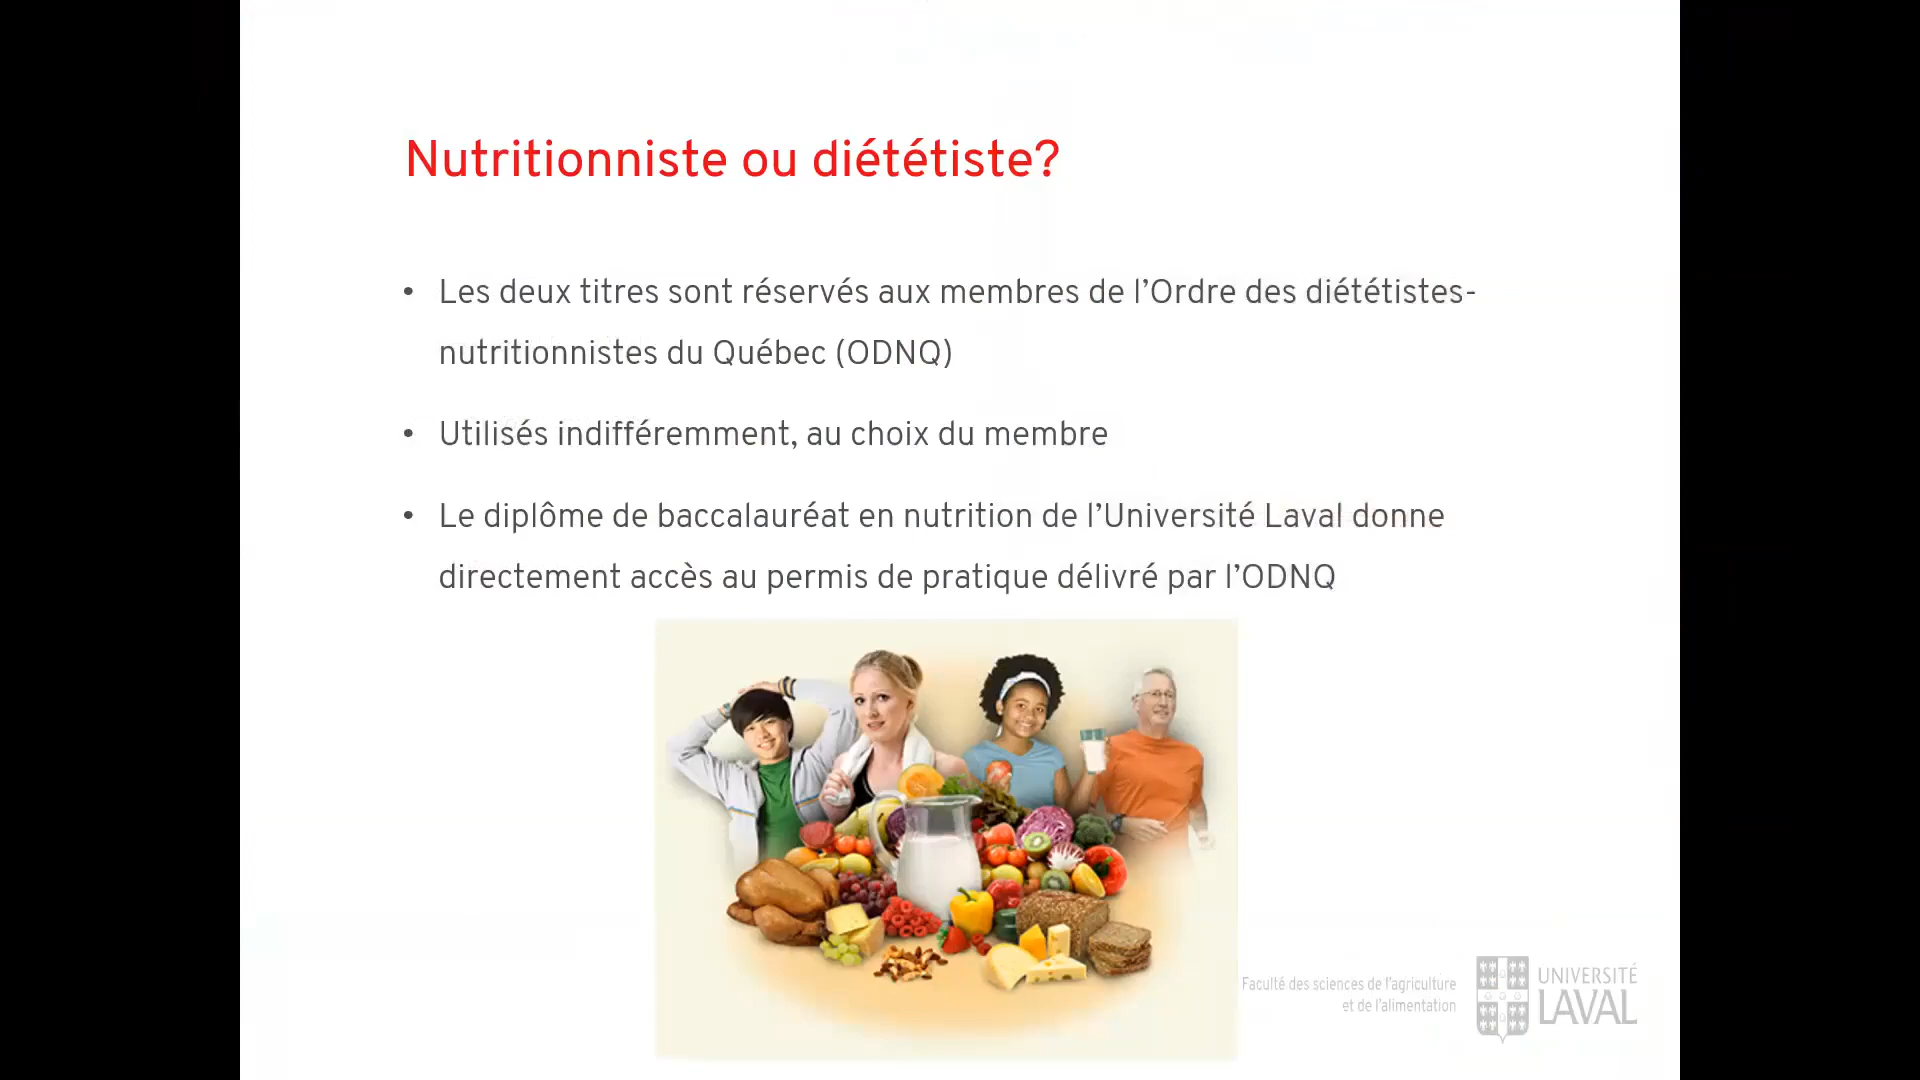 Nutritionniste ou diététiste?
• Les deux titres sont réservés aux membres de l’Ordre des diététistes-
nutritionnistes du Québec (ODNQ)
• Utilisés indifféremment, au choix du membre
• Le diplôme de baccalauréat en nutrition de l’Université Laval donne
directement accès au permis de pratique délivré par l’ODNQ
Faculté des sciences de l’agriculture
et de l’alimentation
UNIVERSITÉ
LAVAL